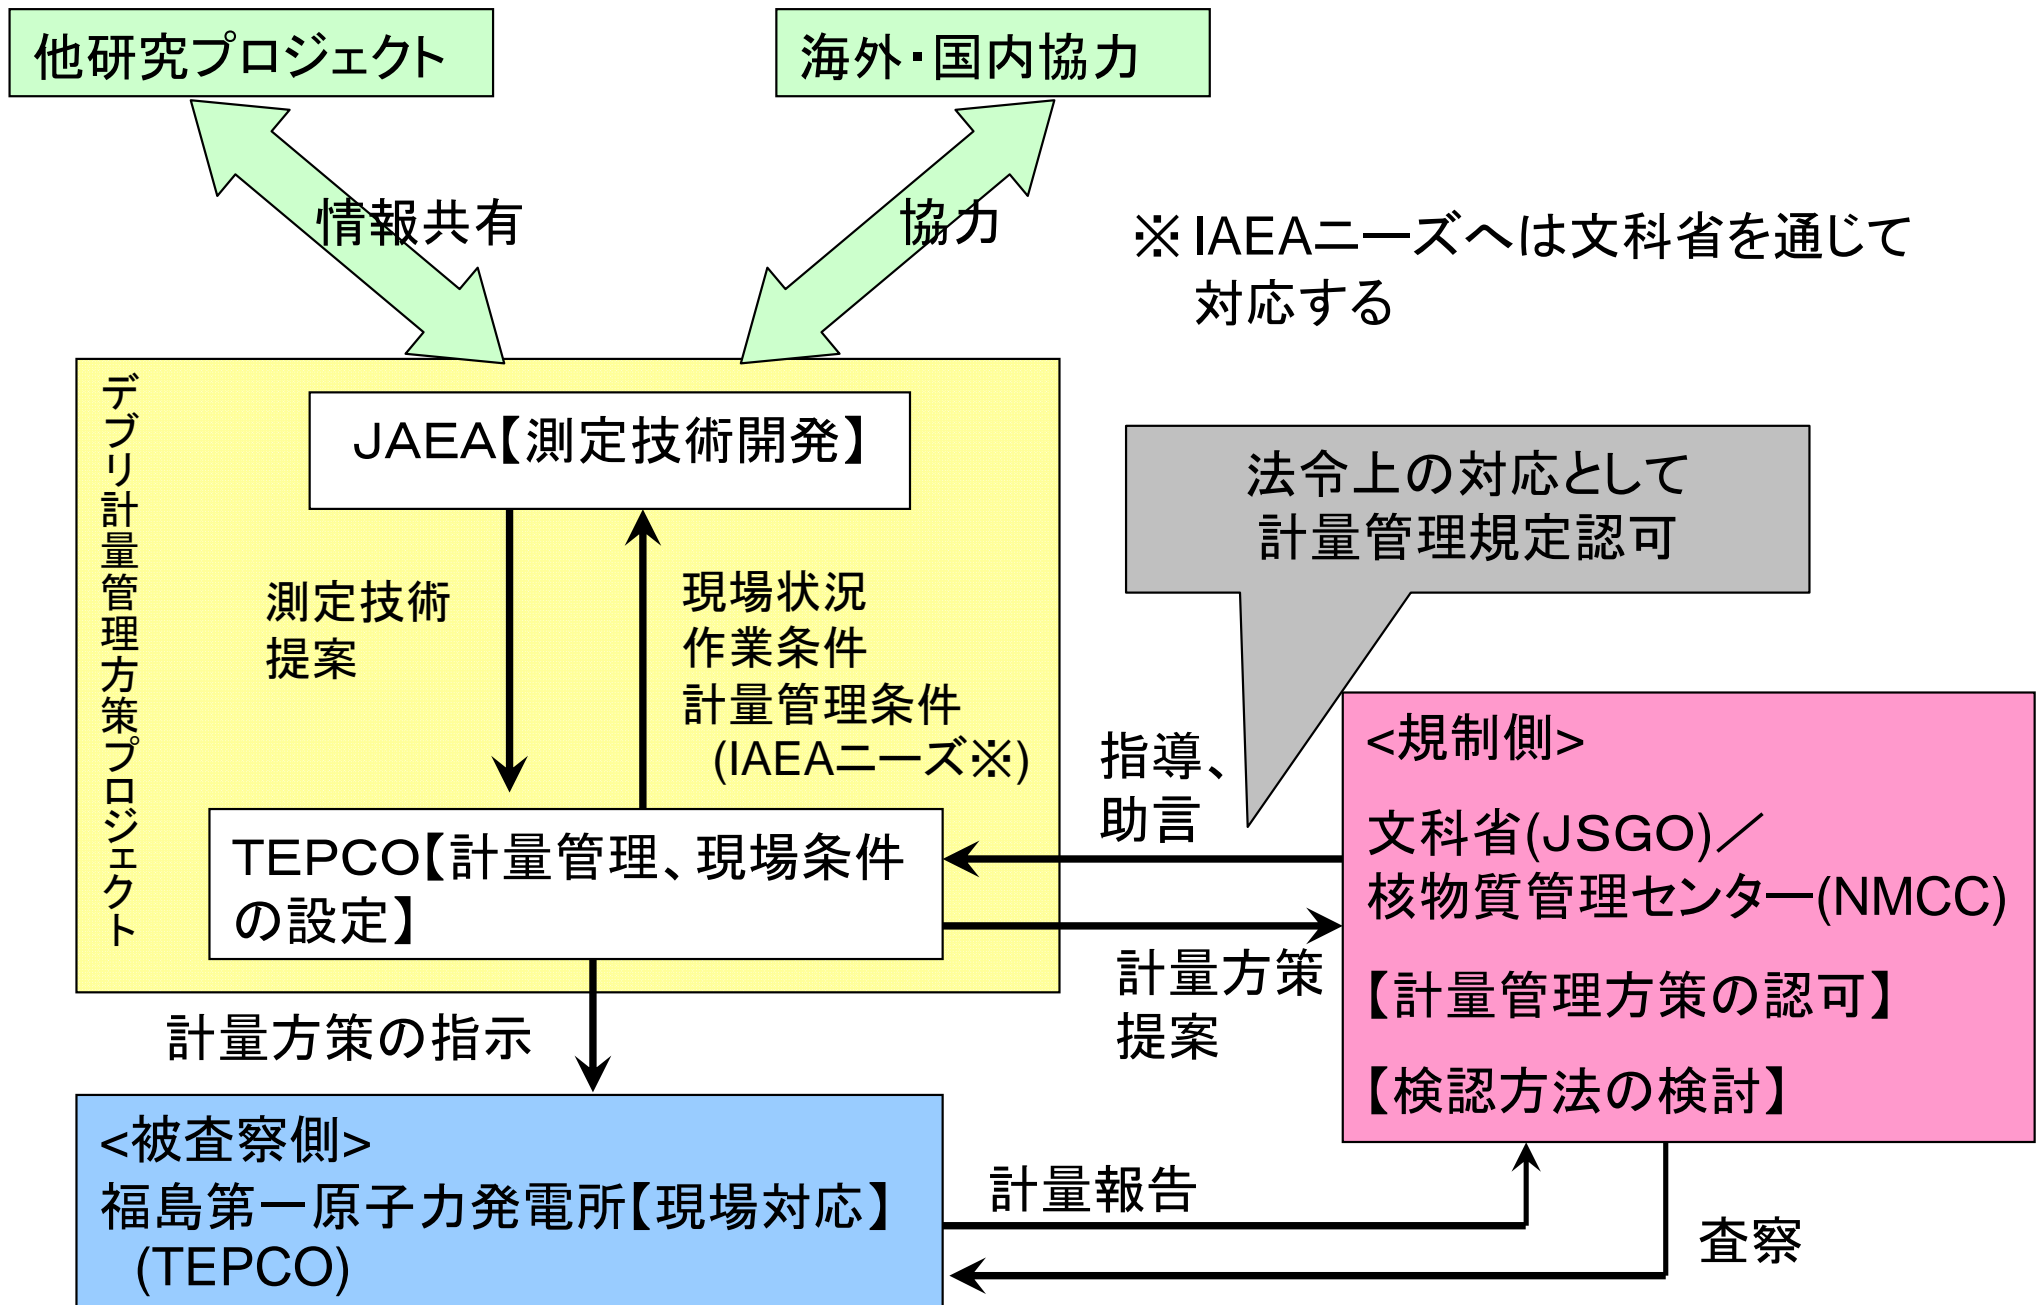 他研究プロジェクト
海外・国内協力
情報共有
協力
※ IAEAニーズへは文科省を通じて
対応する
デブリ計量管理方策プロジェクト
JAEA【測定技術開発】
法令上の対応として
計量管理規定認可
測定技術
提案
現場状況
作業条件
計量管理条件
(IAEAニーズ※)
TEPCO【計量管理、現場条件
の設定】
指導、
助言
計量方策
提案
<規制側>
文科省(JSGO)／
核物質管理センター(NMCC)
【計量管理方策の認可】
【検認方法の検討】
計量方策の指示
<被査察側>
福島第一原子力発電所【現場対応】
(TEPCO)
計量報告
査察